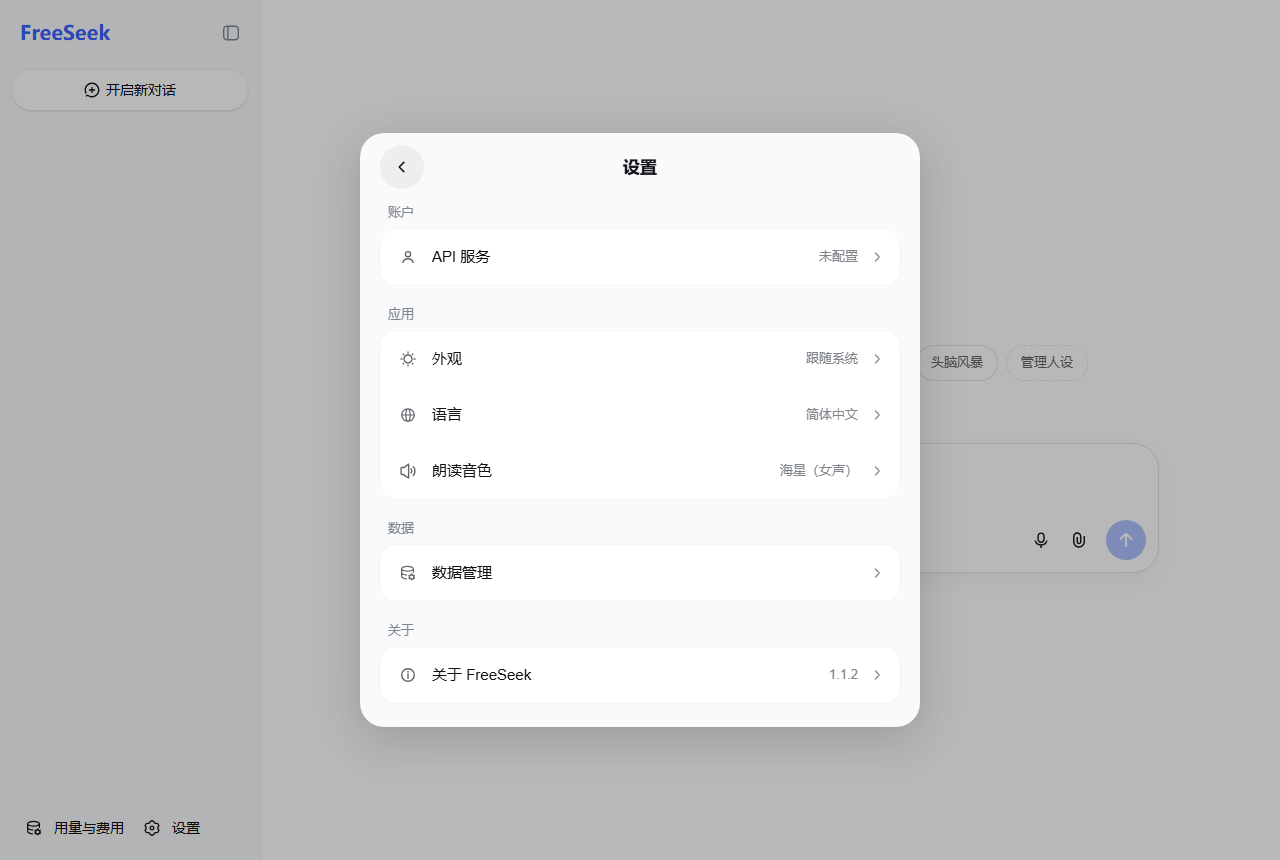 FreeSeek
开启新对话
设置
账户
API 服务
未配置
应用
外观
跟随系统
语言
简体中文
朗读音色
海星（女声）
数据
数据管理
关于
关于 FreeSeek
1.1.2
头脑风暴
管理人设
用量与费用
设置